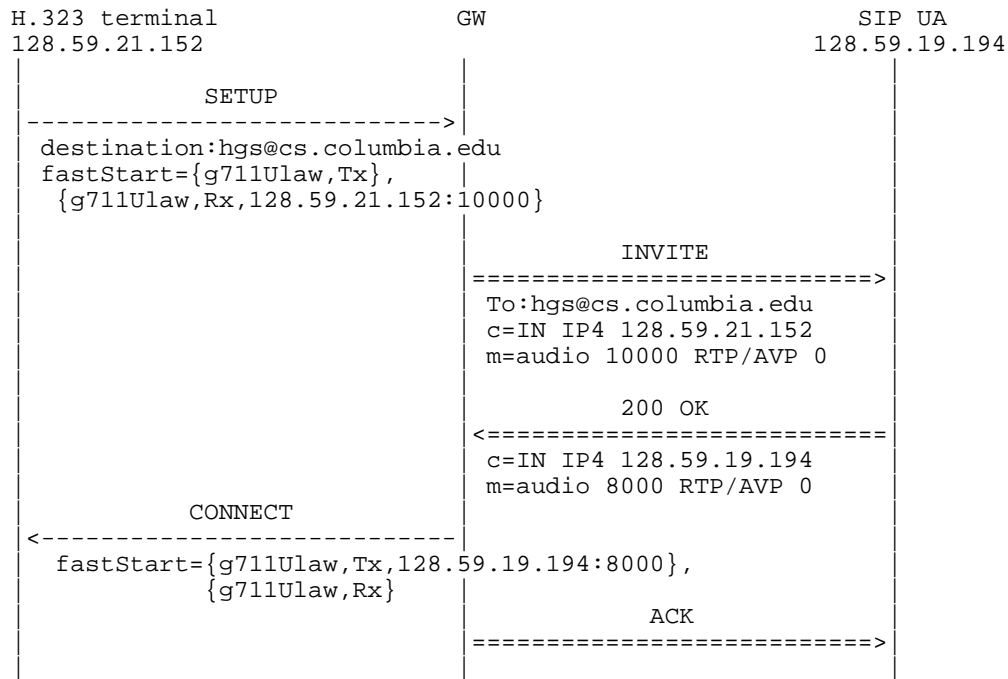 H.323 terminal GW SIP UA
128.59.21.152 128.59.19.194
SETUP
destination:hgs@cs.columbia.edu
fastStart={g711Ulaw,Tx},
{g711Ulaw,Rx,128.59.21.152:10000}
INVITE
To:hgs@cs.columbia.edu
c=IN IP4 128.59.21.152
m=audio 10000 RTP/AVP 0
200 OK
c=IN IP4 128.59.19.194
m=audio 8000 RTP/AVP 0
CONNECT
fastStart={g711Ulaw,Tx,128.59.19.194:8000},
{g711Ulaw,Rx}
ACK